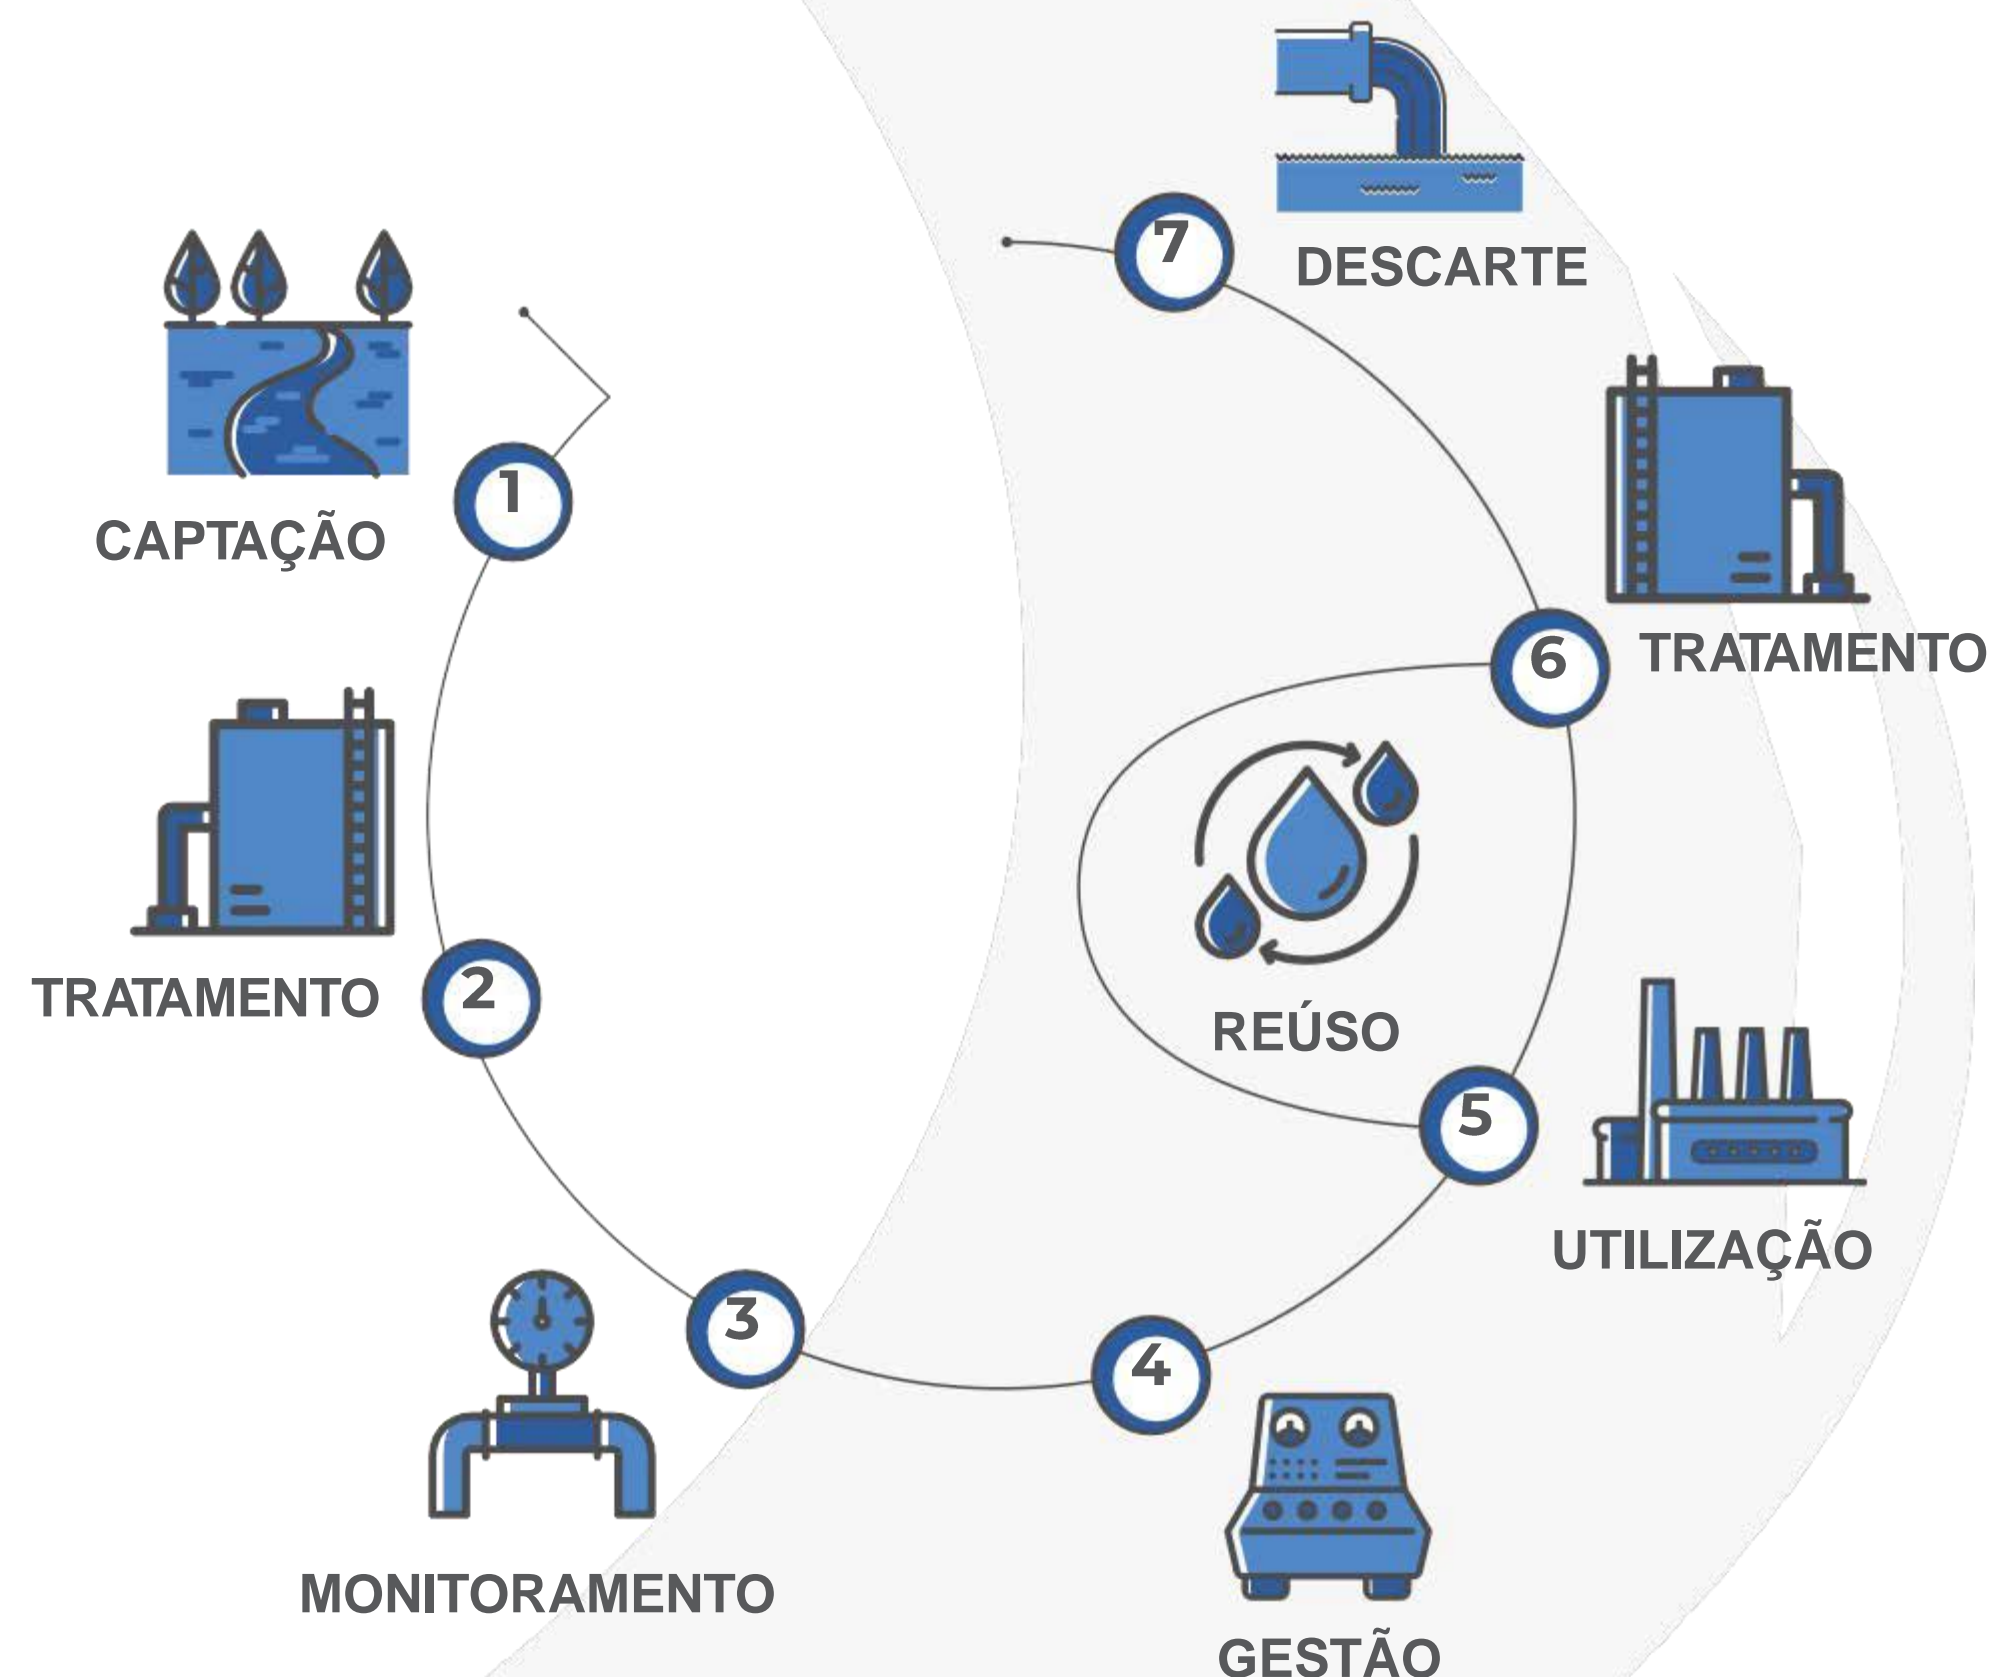 1
CAPTAÇÃO
2
TRATAMENTO
3
MONITORAMENTO
4
GESTÃO
5
UTILIZAÇÃO
REÚSO
6
TRATAMENTO
7
DESCARTE